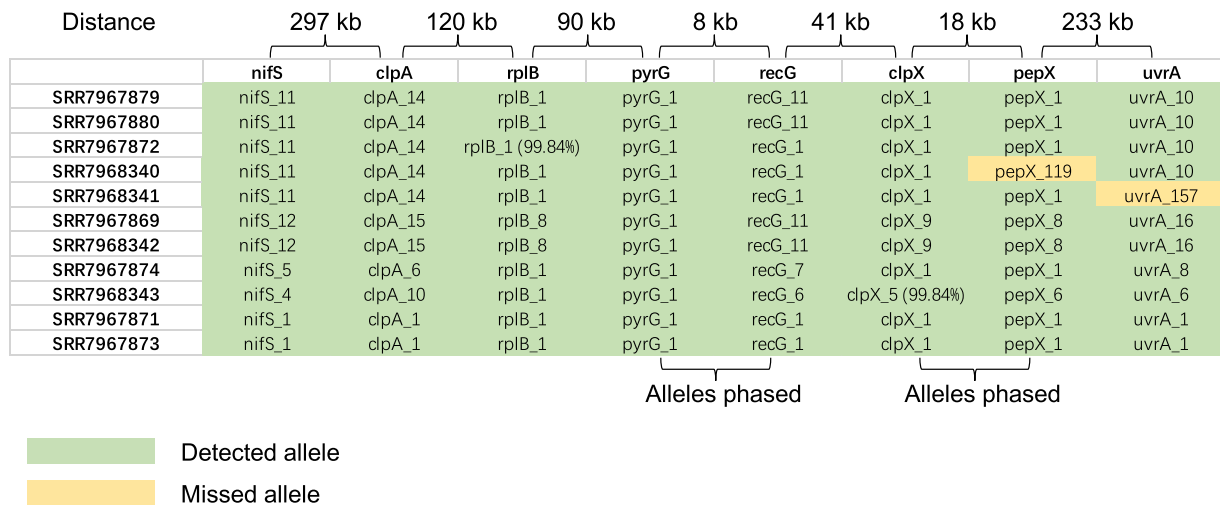 Distance 297 kb 120 kb 90 kb 8 kb 41 kb 18 kb 233 kb
nifS clpA rplB pyrG recG clpX pepX uvrA
SRR7967879 nifS_11 clpA_14 rplB_1 pyrG_1 recG_11 clpX_1 pepX_1 uvrA_10
SRR7967880 nifS_11 clpA_14 rplB_1 pyrG_1 recG_11 clpX_1 pepX_1 uvrA_10
SRR7967872 nifS_11 clpA_14 rplB_1 (99.84%) pyrG_1 recG_1 clpX_1 pepX_1 uvrA_10
SRR7968340 nifS_11 clpA_14 rplB_1 pyrG_1 recG_1 clpX_1 pepX_119 uvrA_10
SRR7968341 nifS_11 clpA_14 rplB_1 pyrG_1 recG_1 clpX_1 pepX_1 uvrA_157
SRR7967869 nifS_12 clpA_15 rplB_8 pyrG_1 recG_11 clpX_9 pepX_8 uvrA_16
SRR7968342 nifS_12 clpA_15 rplB_8 pyrG_1 recG_11 clpX_9 pepX_8 uvrA_16
SRR7967874 nifS_5 clpA_6 rplB_1 pyrG_1 recG_7 clpX_1 pepX_1 uvrA_8
SRR7968343 nifS_4 clpA_10 rplB_1 pyrG_1 recG_6 clpX_5 (99.84%) pepX_6 uvrA_6
SRR7967871 nifS_1 clpA_1 rplB_1 pyrG_1 recG_1 clpX_1 pepX_1 uvrA_1
SRR7967873 nifS_1 clpA_1 rplB_1 pyrG_1 recG_1 clpX_1 pepX_1 uvrA_1
Alleles phased Alleles phased
Detected allele
Missed allele